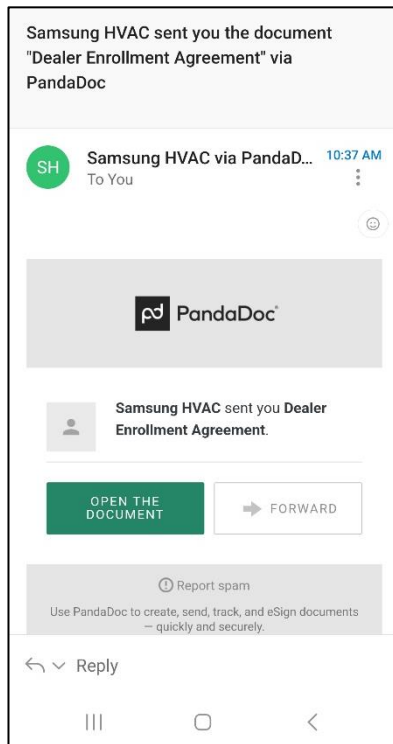 Samsung HVAC sent you the document
"Dealer Enrollment Agreement" via
PandaDoc
SH
Samsung HVAC via PandaD...
10:37 AM
To You
pd PandaDoc
Samsung HVAC sent you Dealer
Enrollment Agreement.
OPEN THE
DOCUMENT
FORWARD
Report spam
Use PandaDoc to create, send, track, and eSign documents
— quickly and securely.
Reply